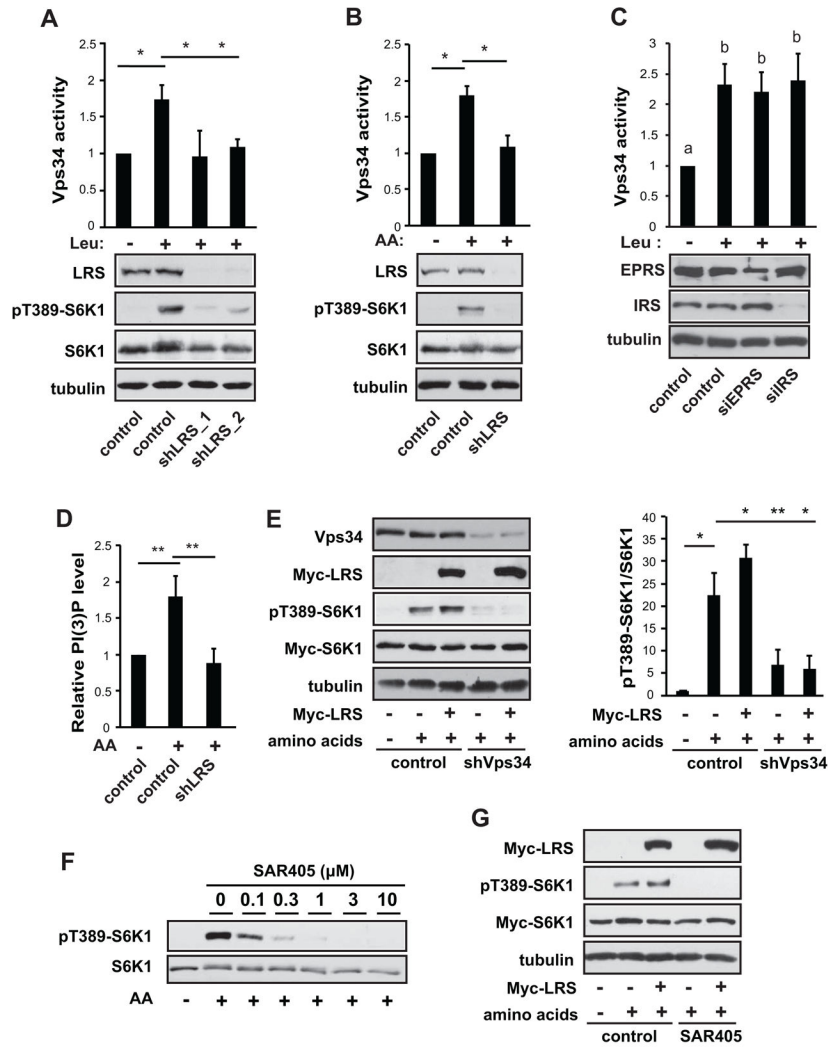 A
Vps34 activity
2.5
2
1.5
1
0.5
0
* * *
Leu: - + + +
LRS
pT389-S6K1
S6K1
tubulin
control
control
shLRS_1
shLRS_2
B
Vps34 activity
2.5
2
1.5
1
0.5
0
* *
AA: - + +
LRS
pT389-S6K1
S6K1
tubulin
control
control
shLRS
C
Vps34 activity
3
2.5
2
1.5
1
0.5
0
a b b b
Leu : - + + +
EPRS
IRS
tubulin
control
control
siEPRS
siIRS
D
Relative PI(3)P level
2.5
2
1.5
1
0.5
0
** **
AA - + +
control
control
shLRS
E
Vps34
Myc-LRS
pT389-S6K1
Myc-S6K1
tubulin
Myc-LRS - - + - +
amino acids - + + + +
control shVps34
pT389-S6K1/S6K1
40
35
30
25
20
15
10
5
0
* * ** *
Myc-LRS - - + - +
amino acids - + + + +
control shVps34
F
SAR405 (μM)
0 0.1 0.3 1 3 10
pT389-S6K1
S6K1
AA - + + + + + +
G
Myc-LRS
pT389-S6K1
Myc-S6K1
tubulin
Myc-LRS - - + - +
amino acids - + + + +
control SAR405